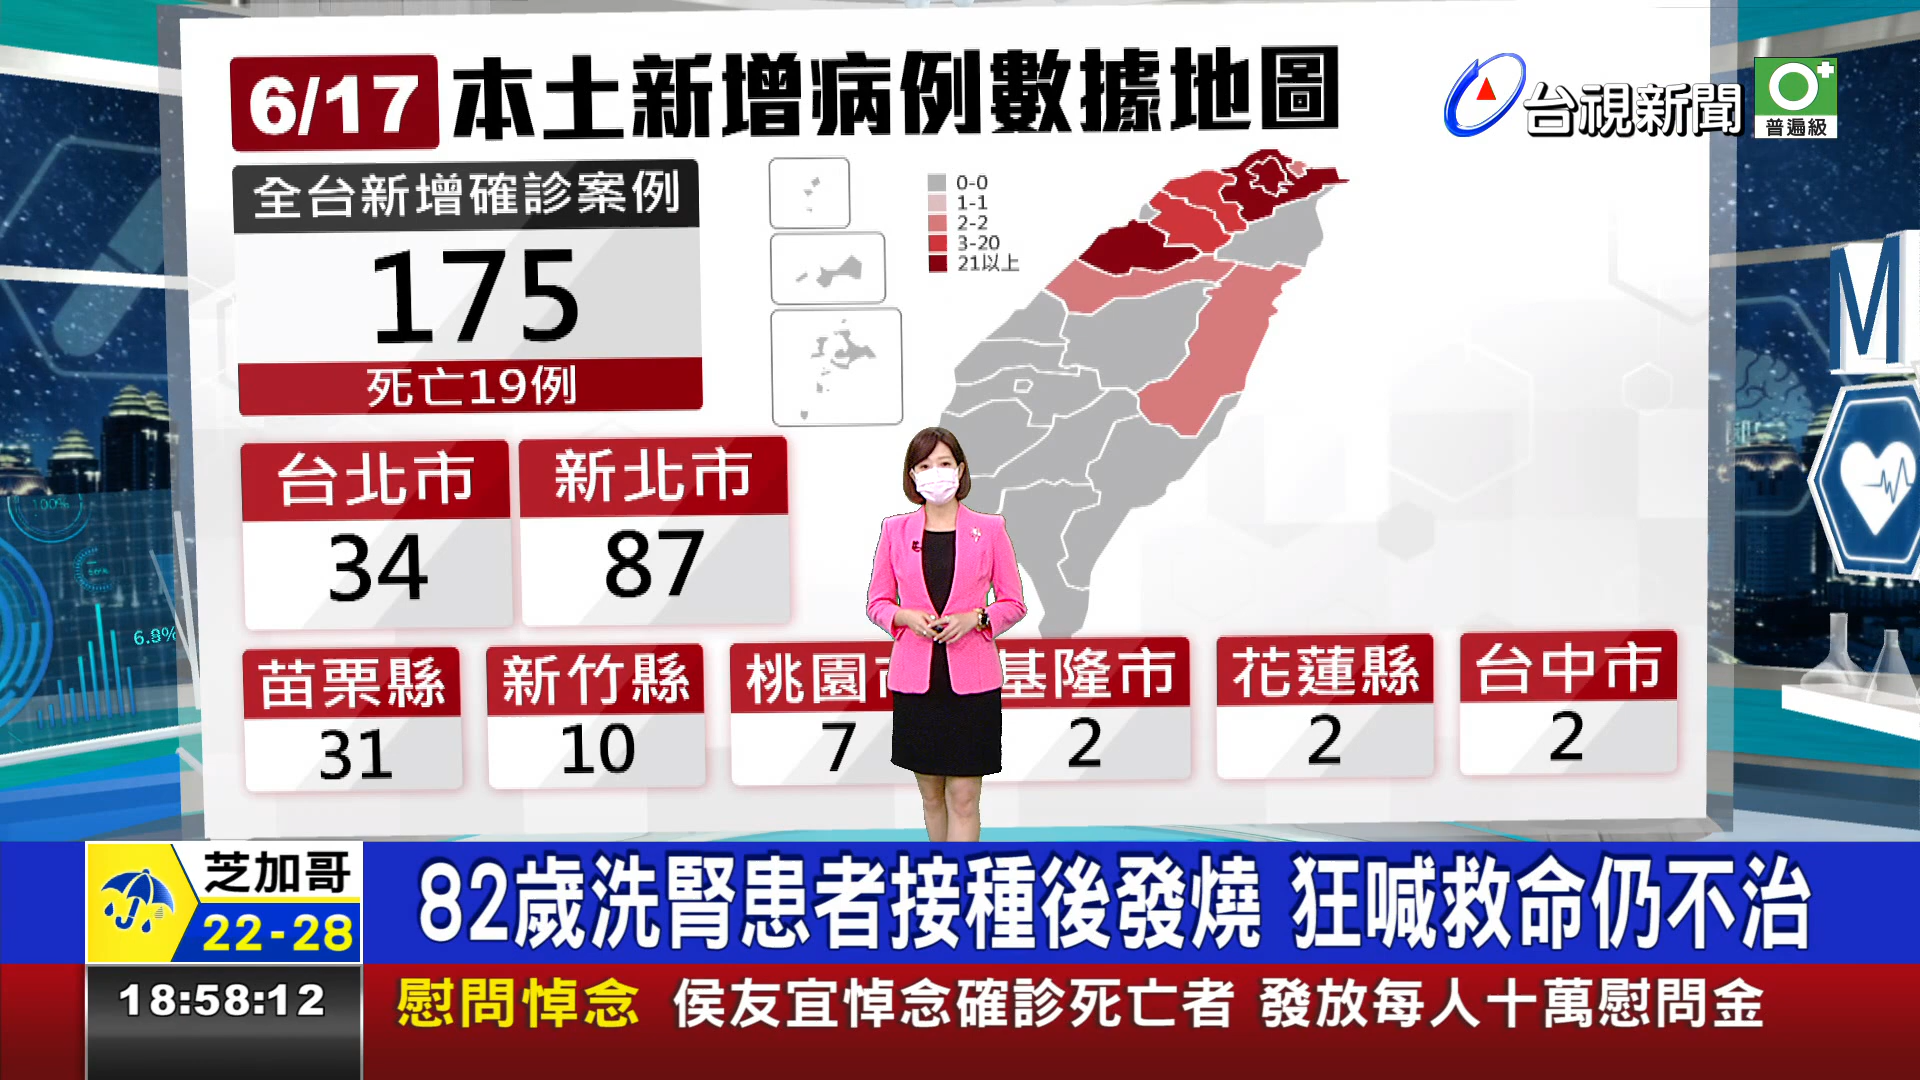 6/17 本土新增病例數據地圖
台視新聞
普遍級
全台新增確診案例
175
死亡19例
0-0
1-1
2-2
3-20
21以上
台北市
34
新北市
87
苗栗縣
31
新竹縣
10
桃園市
7
基隆市
2
花蓮縣
2
台中市
2
100%
6.8%
M
芝加哥
22-28
18:58:12
82歲洗腎患者接種後發燒 狂喊救命仍不治
慰問悼念 侯友宜悼念確診死亡者 發放每人十萬慰問金